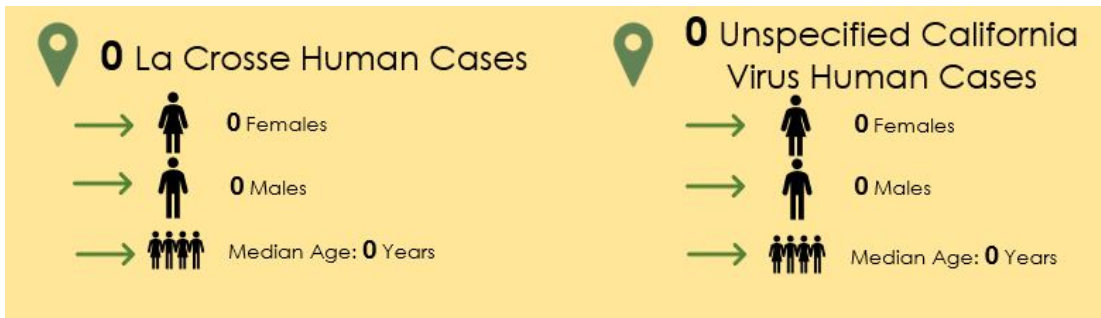 0 La Crosse Human Cases
0 Females
0 Males
Median Age: 0 Years
0 Unspecified California
Virus Human Cases
0 Females
0 Males
Median Age: 0 Years